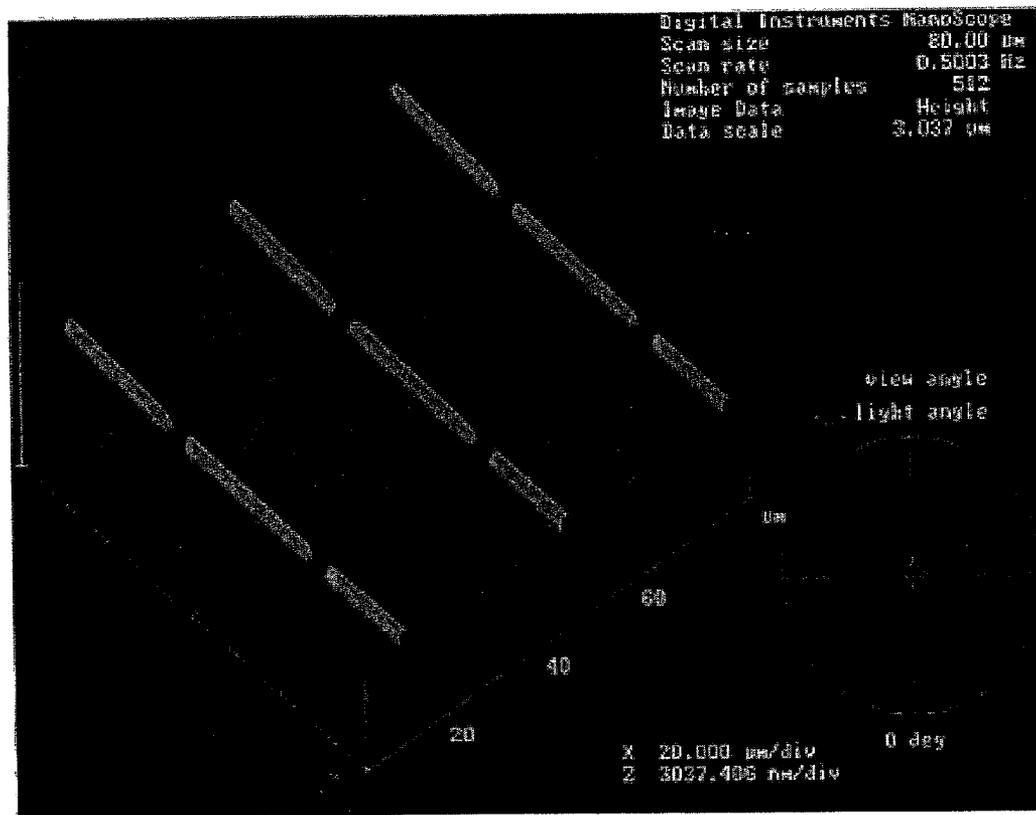 Digital Instruments NanoScope
Scan size 80.00 µm
Scan rate 0.5003 Hz
Number of samples 512
Image Data Height
Data scale 3.037 µm
view angle
light angle
µm
60
40
20
0 deg
X 20.000 µm/div
Z 3037.406 nm/div